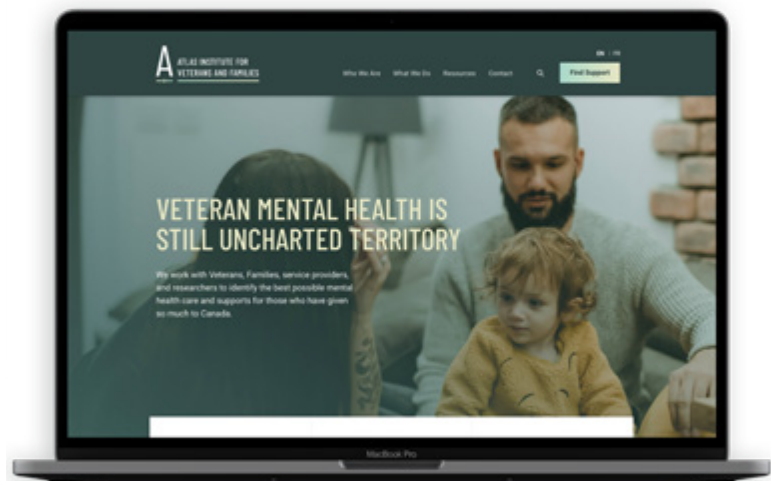 EN | FR
A ATLAS INSTITUTE FOR
VETERANS AND FAMILIES
Who We Are What We Do Resources Contact Find Support
VETERAN MENTAL HEALTH IS
STILL UNCHARTED TERRITORY
We work with Veterans, Families, service providers,
and researchers to identify the best possible mental
health care and supports for those who have given
so much to Canada.
MacBook Pro